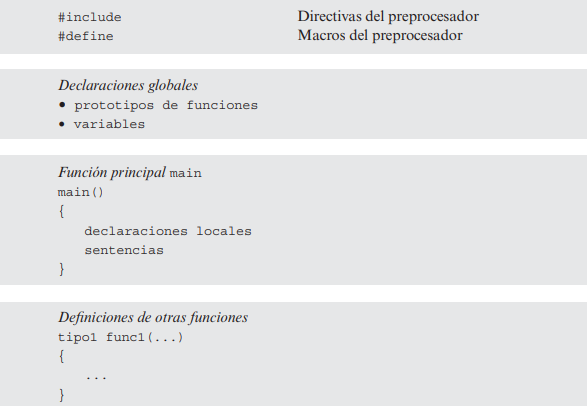 #include Directivas del preprocesador
#define Macros del preprocesador
Declaraciones globales
• prototipos de funciones
• variables
Función principal main
main()
{
declaraciones locales
sentencias
}
Definiciones de otras funciones
tipo1 func1(...)
{
...
}